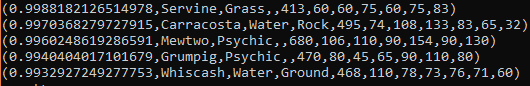 (0.9988182126514978,Servine,Grass,,413,60,60,75,60,75,83)
(0.9970368279727915,Carracosta,Water,Rock,495,74,108,133,83,65,32)
(0.9960248619286591,Mewtwo,Psychic,,680,106,110,90,154,90,130)
(0.9940404017101679,Grumpig,Psychic,,470,80,45,65,90,110,80)
(0.9932927249277753,Whiscash,Water,Ground,468,110,78,73,76,71,60)